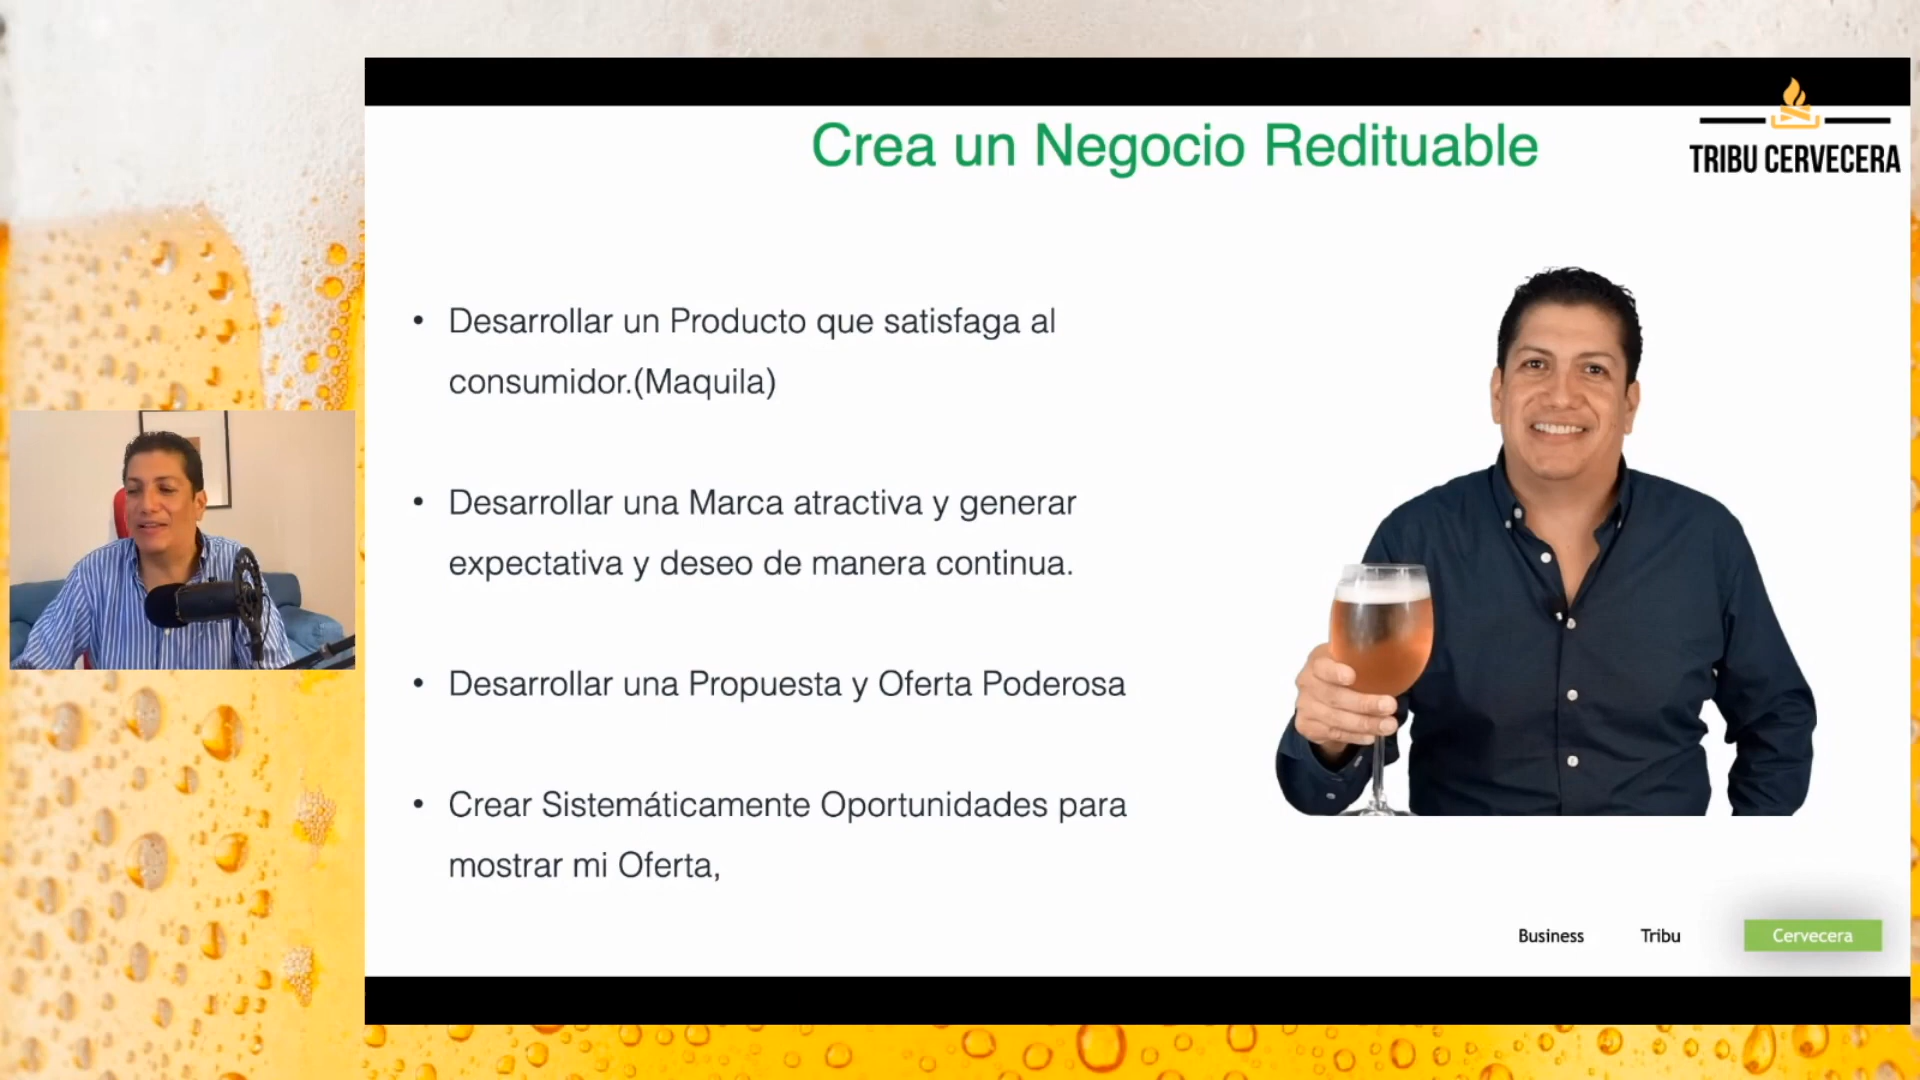 Crea un Negocio Redituable
TRIBU CERVECERA
• Desarrollar un Producto que satisfaga al
consumidor.(Maquila)
• Desarrollar una Marca atractiva y generar
expectativa y deseo de manera continua.
• Desarrollar una Propuesta y Oferta Poderosa
• Crear Sistemáticamente Oportunidades para
mostrar mi Oferta,
Business Tribu Cervecera